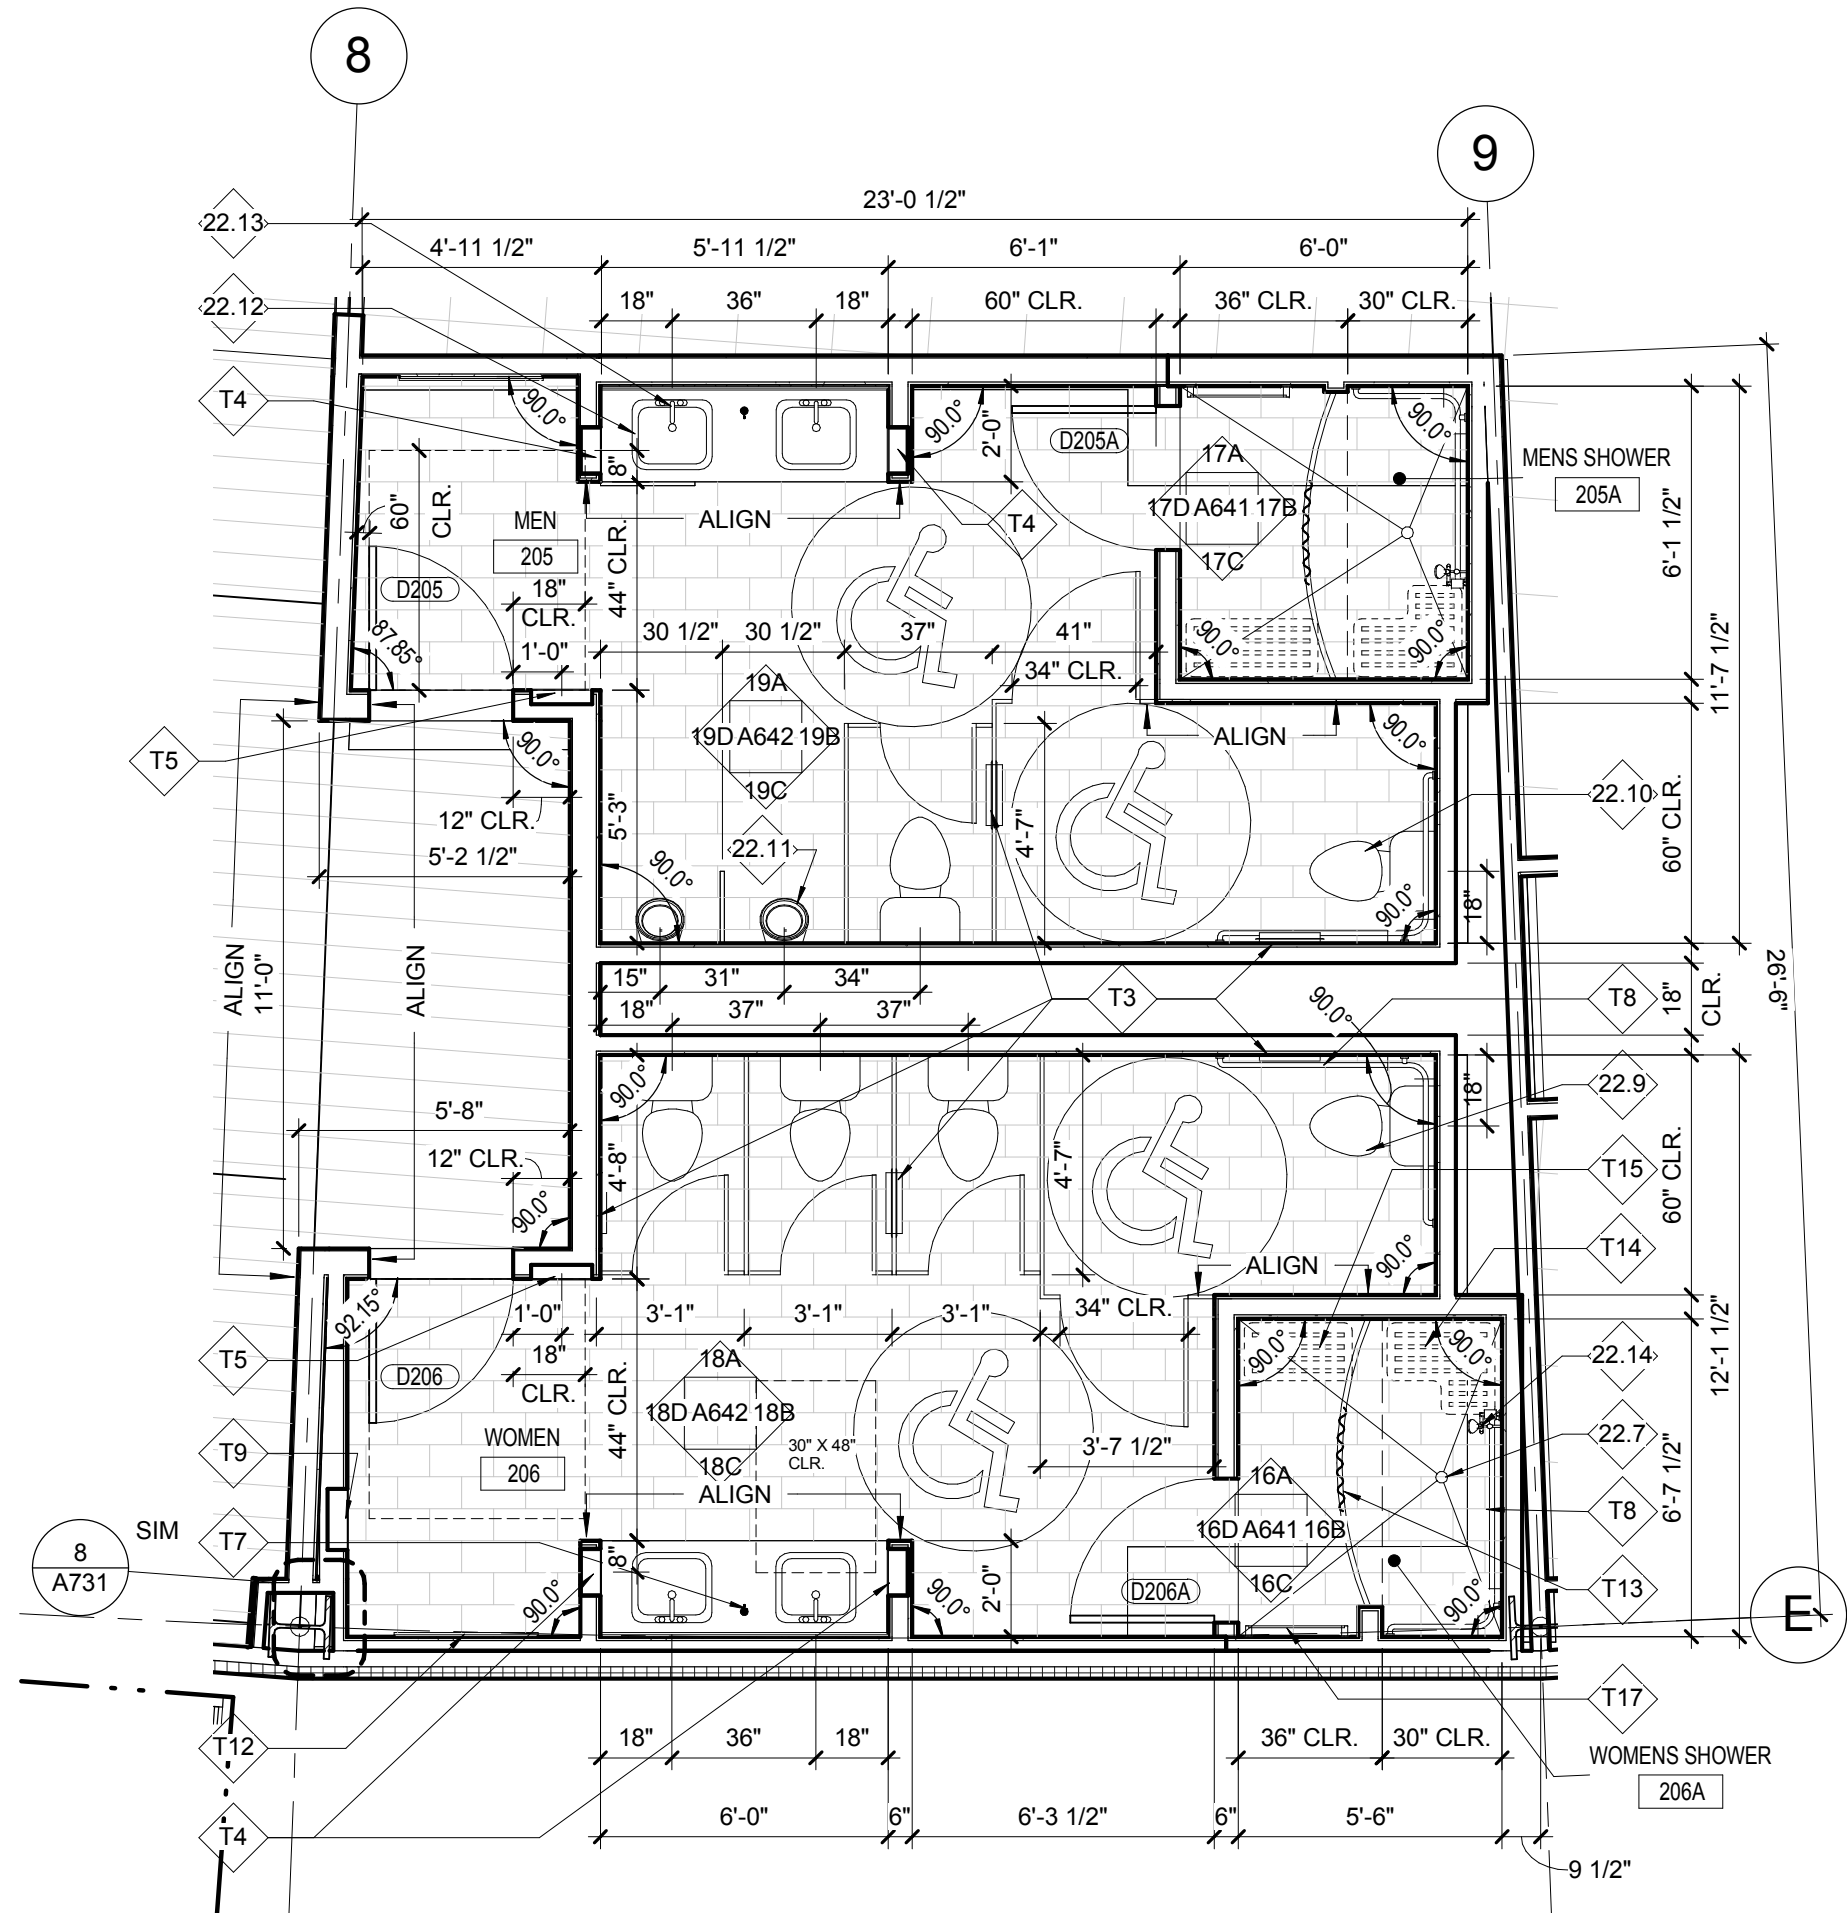 8
9
23'-0 1/2"
22.13
4'-11 1/2"
5'-11 1/2"
6'-1"
6'-0"
22.12
18"
36"
18"
60" CLR.
36" CLR.
30" CLR.
T4
90.0°
90.0°
2'-0"
D205A
90.0°
17A
MENS SHOWER
205A
8"
60"
CLR.
MEN
205
ALIGN
T4
17D A641 17B
17C
6'-1 1/2"
D205
18"
CLR.
44" CLR.
87.85°
1'-0"
30 1/2"
30 1/2"
37"
41"
34" CLR.
90.0°
90.0°
11'-7 1/2"
19A
19D A642 19B
19C
ALIGN
T5
90.0°
90.0°
12" CLR.
5'-2 1/2"
5'-3"
22.11
4'-7"
22.10
60" CLR.
90.0°
90.0°
18"
ALIGN
11'-0"
ALIGN
26'-6"
15"
31"
34"
T3
90.0°
T8
18"
CLR.
18"
37"
37"
90.0°
22.9
18"
5'-8"
12" CLR.
4'-8"
4'-7"
T15
60" CLR.
90.0°
T14
ALIGN
90.0°
92.15°
1'-0"
3'-1"
3'-1"
3'-1"
34" CLR.
T5
D206
18"
CLR.
44" CLR.
18A
18D A642 18B
18C
90.0°
90.0°
22.14
12'-1 1/2"
WOMEN
206
30" X 48"
CLR.
3'-7 1/2"
22.7
T9
ALIGN
16A
16D A641 16B
16C
T8
6'-7 1/2"
SIM
T7
8
A731
8"
90.0°
90.0°
2'-0"
D206A
90.0°
T13
E
T17
T12
18"
36"
18"
36" CLR.
30" CLR.
WOMENS SHOWER
206A
T4
6'-0"
6"
6'-3 1/2"
6"
5'-6"
9 1/2"